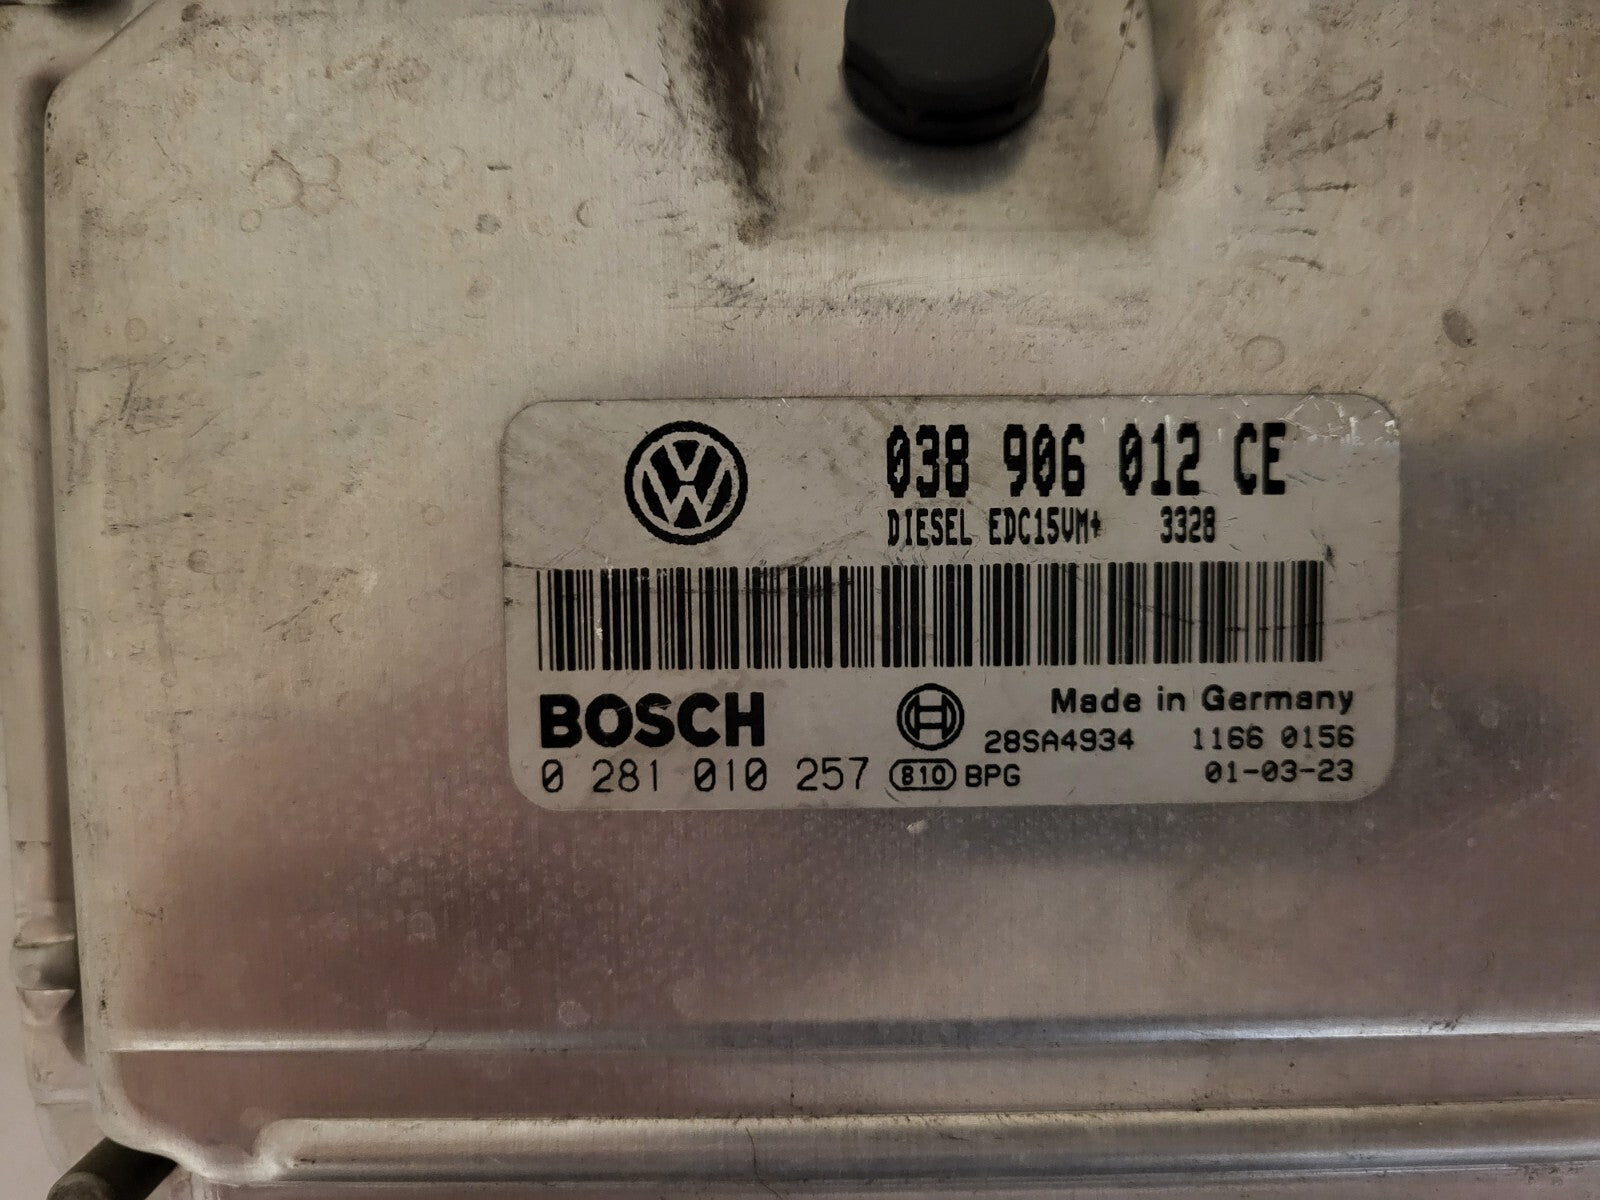 038 906 012 CE
DIESEL EDC15VM+ 3328
BOSCH
Made in Germany
28SA4934 1166 0156
0 281 010 257 810 BPG 01-03-23